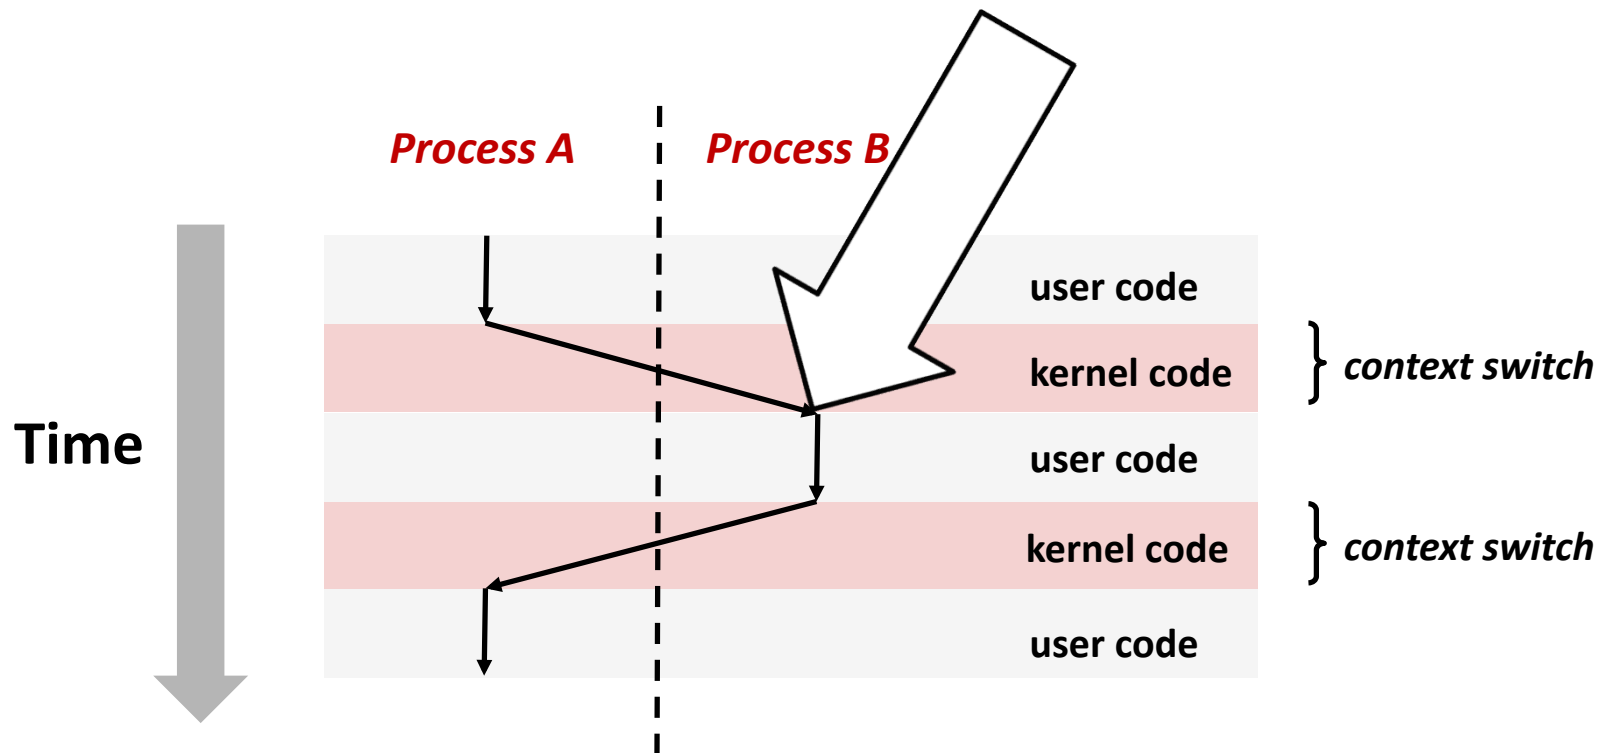 Process A
Process B
user code
kernel code
context switch
Time
user code
kernel code
context switch
user code